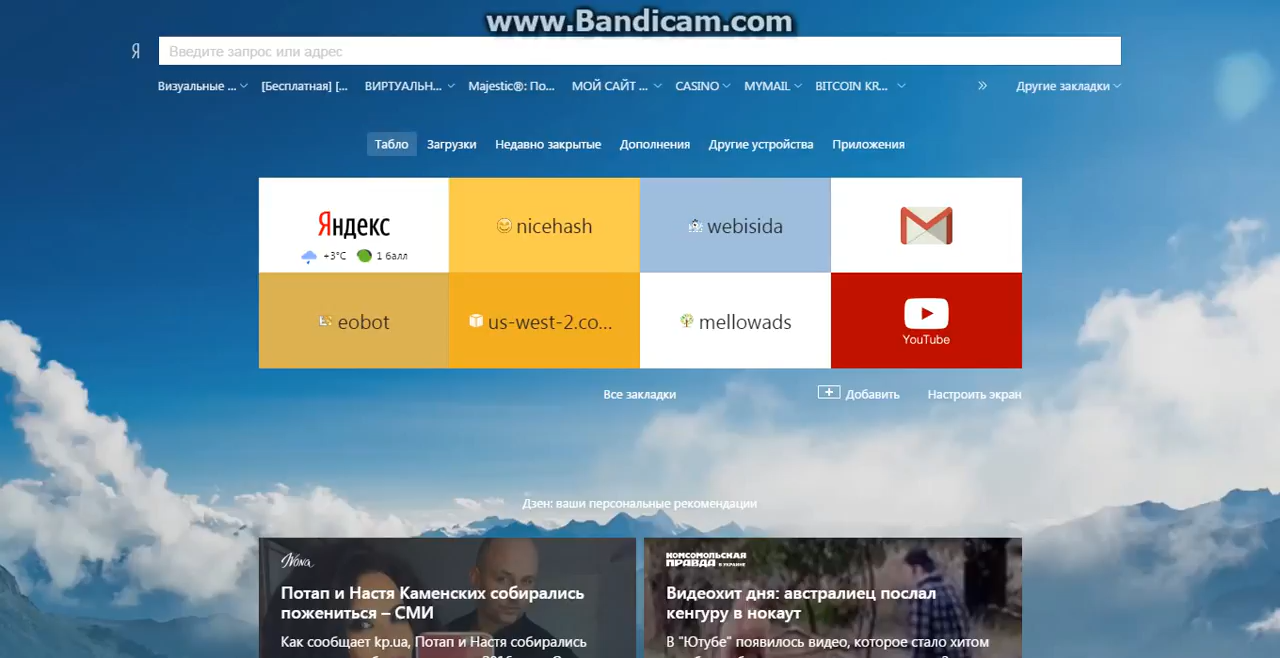 www.Bandicam.com
Я Введите запрос или адрес
Визуальные ... [Бесплатная] [... ВИРТУАЛЬН... Majestic®: По... МОЙ САЙТ ... CASINO MYMAIL BITCOIN KR... » Другие закладки
Табло Загрузки Недавно закрытые Дополнения Другие устройства Приложения
Яндекс nicehash webisida
+3°C 1 балл
eobot us-west-2.co... mellowads YouTube
Все закладки Добавить Настроить экран
Дзен: ваши персональные рекомендации
Ivona
Потап и Настя Каменских собирались
пожениться – СМИ
Как сообщает kp.ua, Потап и Настя собирались
КОМСОМОЛЬСКАЯ
ПРАВДА В УКРАИНЕ
Видеохит дня: австралиец послал
кенгуру в нокаут
В "Ютубе" появилось видео, которое стало хитом